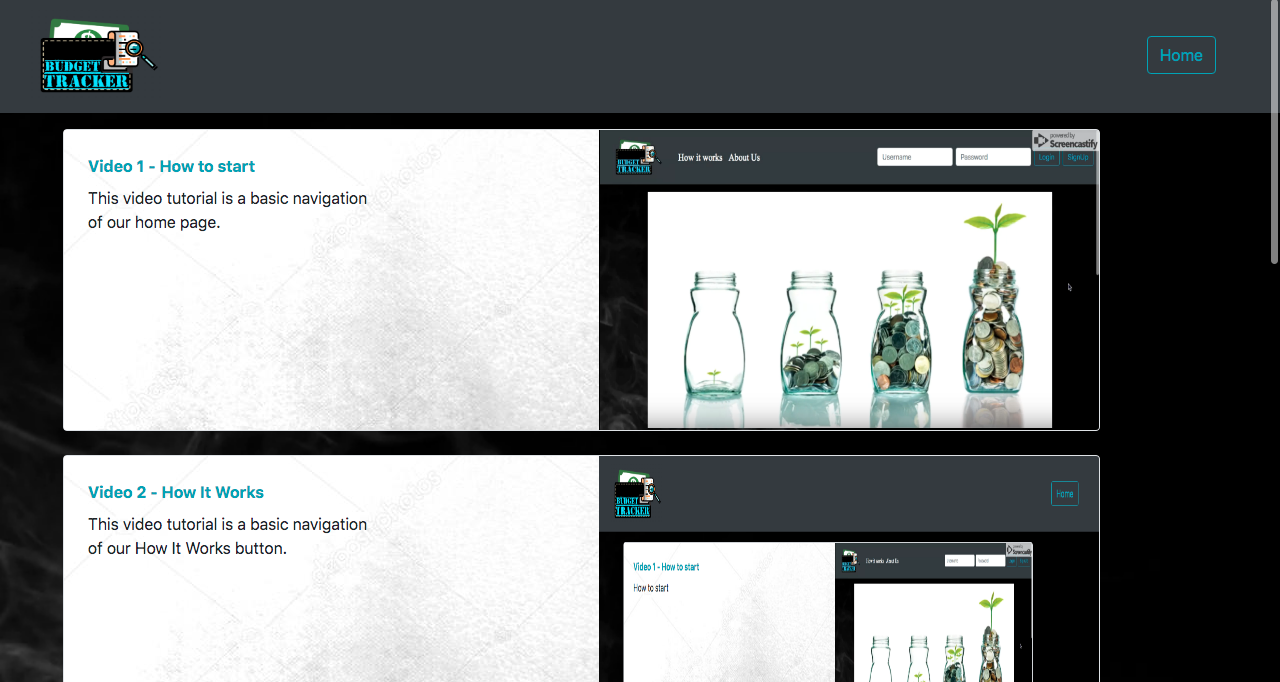 BUDGET
TRACKER
Home
Video 1 - How to start
This video tutorial is a basic navigation
of our home page.
depositphotos
BUDGET
TRACKER
How it works About Us
Username
Password
Login
SignUp
powered by
Screencastify
Video 2 - How It Works
This video tutorial is a basic navigation
of our How It Works button.
depositphotos
BUDGET
TRACKER
Home
Video 1 - How to start
How to start
Screencastify